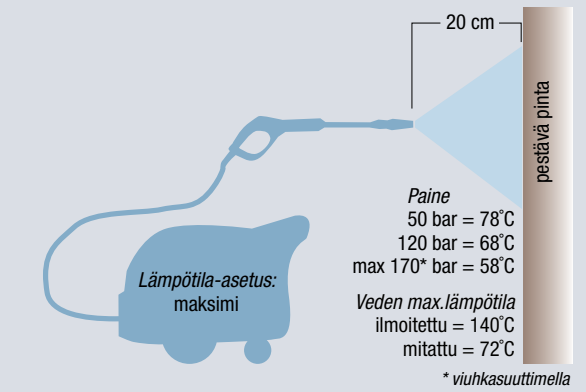 20 cm
pestävä pinta
Paine
50 bar = 78°C
120 bar = 68°C
max 170* bar = 58°C
Lämpötila-asetus:
maksimi
Veden max.lämpötila
ilmoitettu = 140°C
mitattu = 72°C
* viuhkasuuttimella